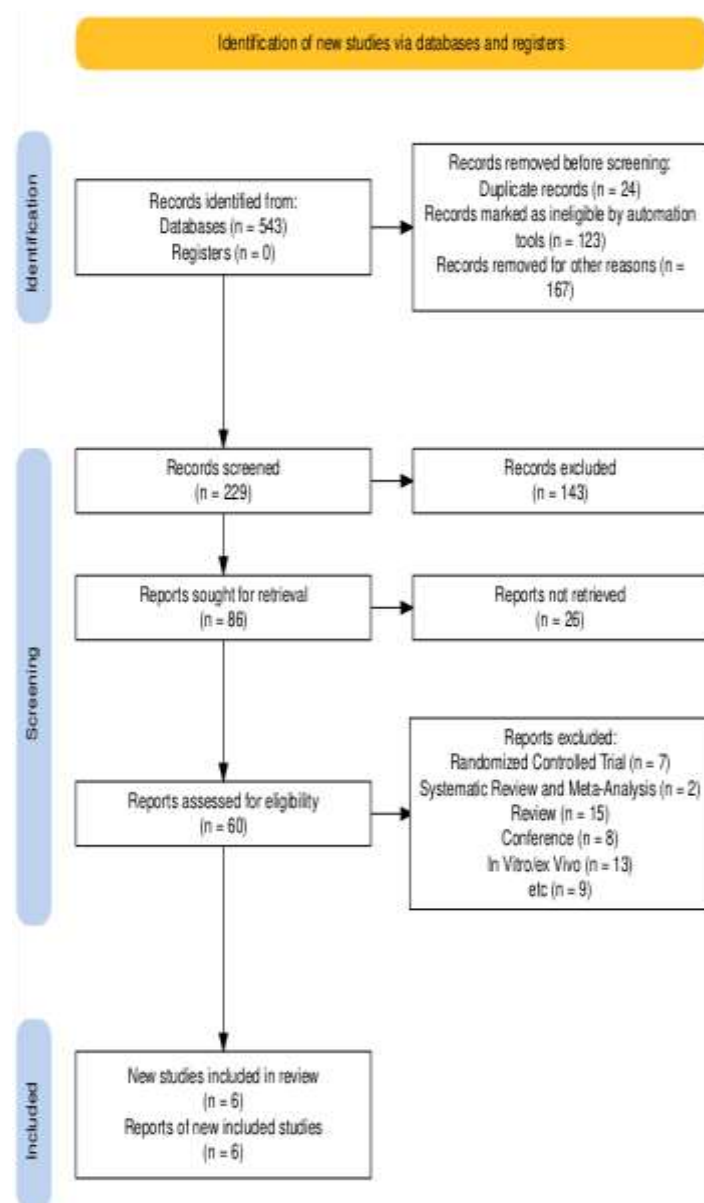 Identification of new studies via databases and registers
Identification
Records identified from:
Databases (n = 543)
Registers (n = 0)
Records removed before screening:
Duplicate records (n = 24)
Records marked as ineligible by automation
tools (n = 123)
Records removed for other reasons (n =
167)
Screening
Records screened
(n = 229)
Records excluded
(n = 143)
Reports sought for retrieval
(n = 86)
Reports not retrieved
(n = 26)
Reports assessed for eligibility
(n = 60)
Reports excluded:
Randomized Controlled Trial (n = 7)
Systematic Review and Meta-Analysis (n = 2)
Review (n = 15)
Conference (n = 8)
In Vitro/ex Vivo (n = 13)
etc (n = 9)
Included
New studies included in review
(n = 6)
Reports of new included studies
(n = 6)